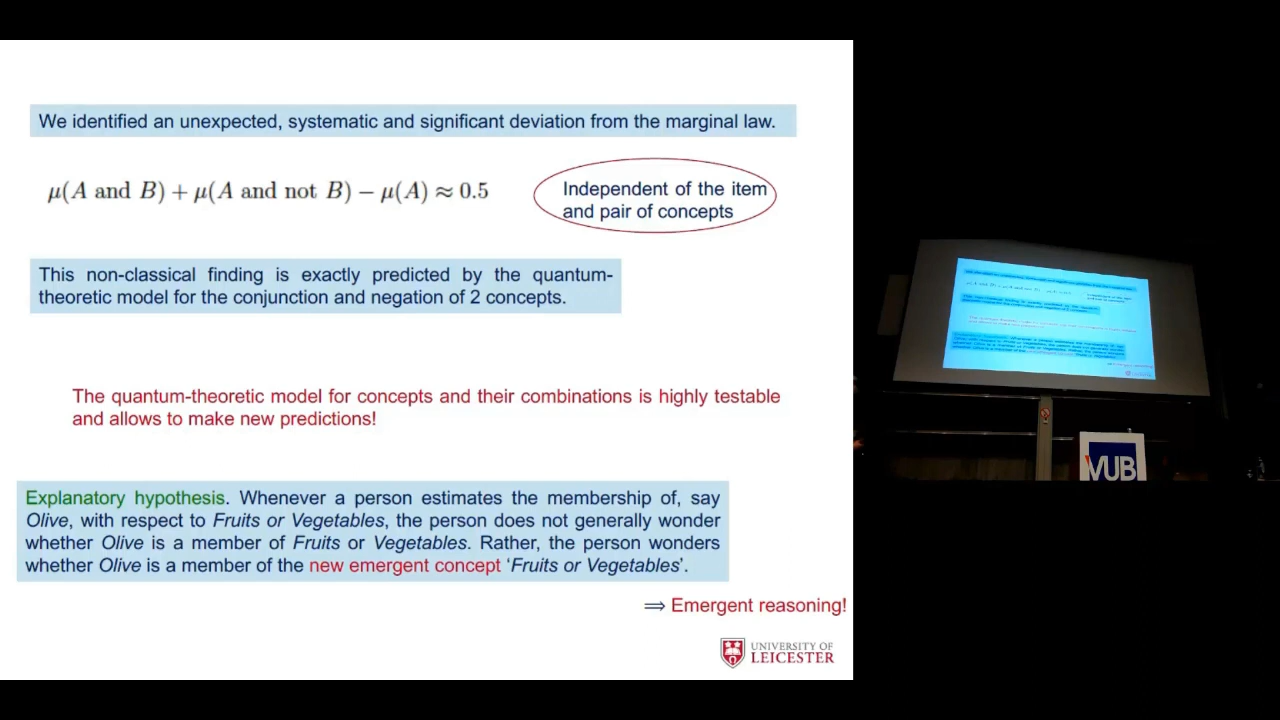 We identified an unexpected, systematic and significant deviation from the marginal law.
μ(A and B) + μ(A and not B) − μ(A) ≈ 0.5
Independent of the item
and pair of concepts
This non-classical finding is exactly predicted by the quantum-
theoretic model for the conjunction and negation of 2 concepts.
The quantum-theoretic model for concepts and their combinations is highly testable
and allows to make new predictions!
Explanatory hypothesis. Whenever a person estimates the membership of, say
Olive, with respect to Fruits or Vegetables, the person does not generally wonder
whether Olive is a member of Fruits or Vegetables. Rather, the person wonders
whether Olive is a member of the new emergent concept ‘Fruits or Vegetables’.
⟹ Emergent reasoning!
UNIVERSITY OF
LEICESTER
VUB